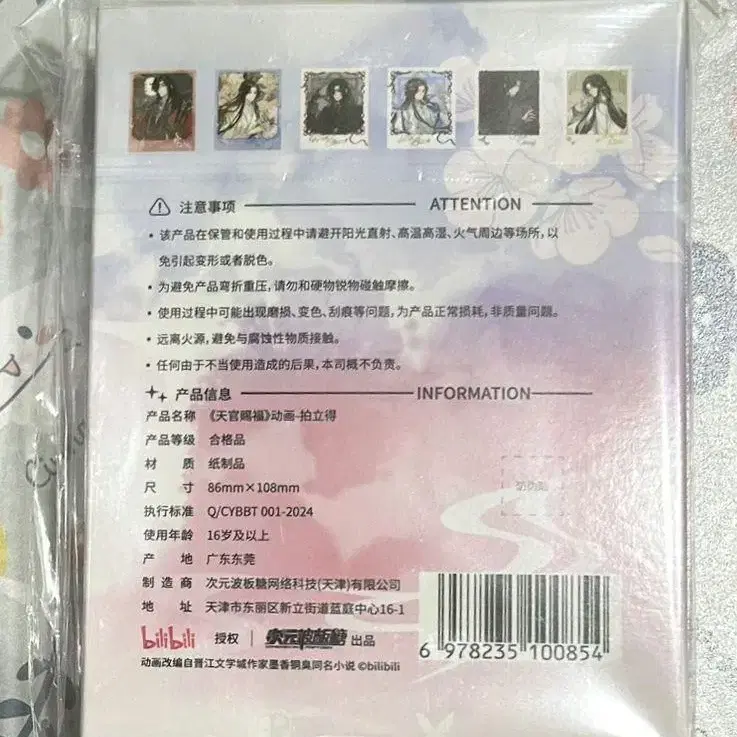 注意事项 ATTENTION
• 该产品在保管和使用过程中请避开阳光直射、高温高湿、火气周边等场所,以
免引起变形或者脱色。
• 为避免产品弯折重压,请勿和硬物锐物碰触摩擦。
• 使用过程中可能出现磨损、变色、刮痕等问题,为产品正常损耗,非质量问题。
• 远离火源,避免与腐蚀性物质接触。
• 任何由于不当使用造成的后果,本司概不负责。
产品信息 INFORMATION
产品名称 《天官赐福》动画-拍立得
产品等级 合格品
材 质 纸制品
尺 寸 86mm×108mm
执行标准 Q/CYBBT 001-2024
使用年龄 16岁及以上
产 地 广东东莞
制 造 商 次元波板糖网络科技(天津)有限公司
地 址 天津市东丽区新立街道蓝庭中心16-1
bilibili 授权 | 次元波板糖 出品
动画改编自晋江文学城作家墨香铜臭同名小说 ©bilibili
6 978235 100854